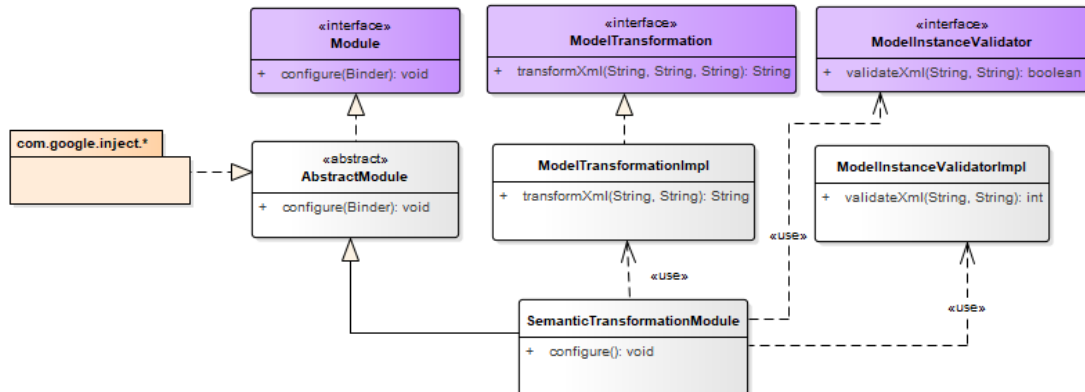 «interface»
Module
+ configure(Binder): void
«interface»
ModelTransformation
+ transformXml(String, String, String): String
«interface»
ModelInstanceValidator
+ validateXml(String, String): boolean
com.google.inject.*
«abstract»
AbstractModule
+ configure(Binder): void
ModelTransformationImpl
+ transformXml(String, String): String
ModelInstanceValidatorImpl
+ validateXml(String, String): int
«use»
«use»
«use»
SemanticTransformationModule
+ configure(): void